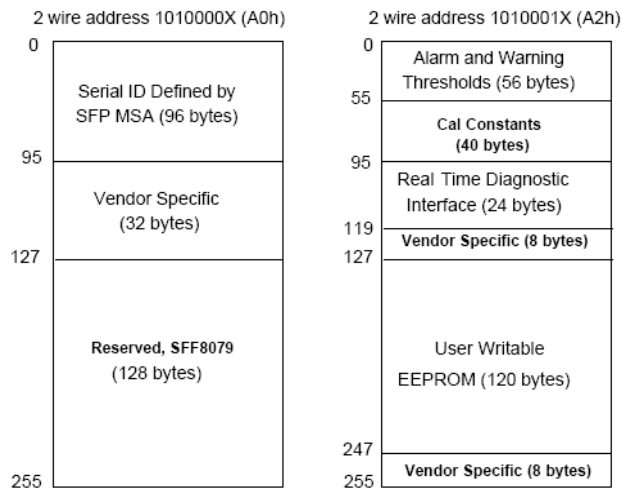 2 wire address 1010000X (A0h)
0
Serial ID Defined by
SFP MSA (96 bytes)
95
Vendor Specific
(32 bytes)
127
Reserved, SFF8079
(128 bytes)
255
2 wire address 1010001X (A2h)
0
Alarm and Warning
Thresholds (56 bytes)
55
Cal Constants
(40 bytes)
95
Real Time Diagnostic
Interface (24 bytes)
119
Vendor Specific (8 bytes)
127
User Writable
EEPROM (120 bytes)
247
Vendor Specific (8 bytes)
255